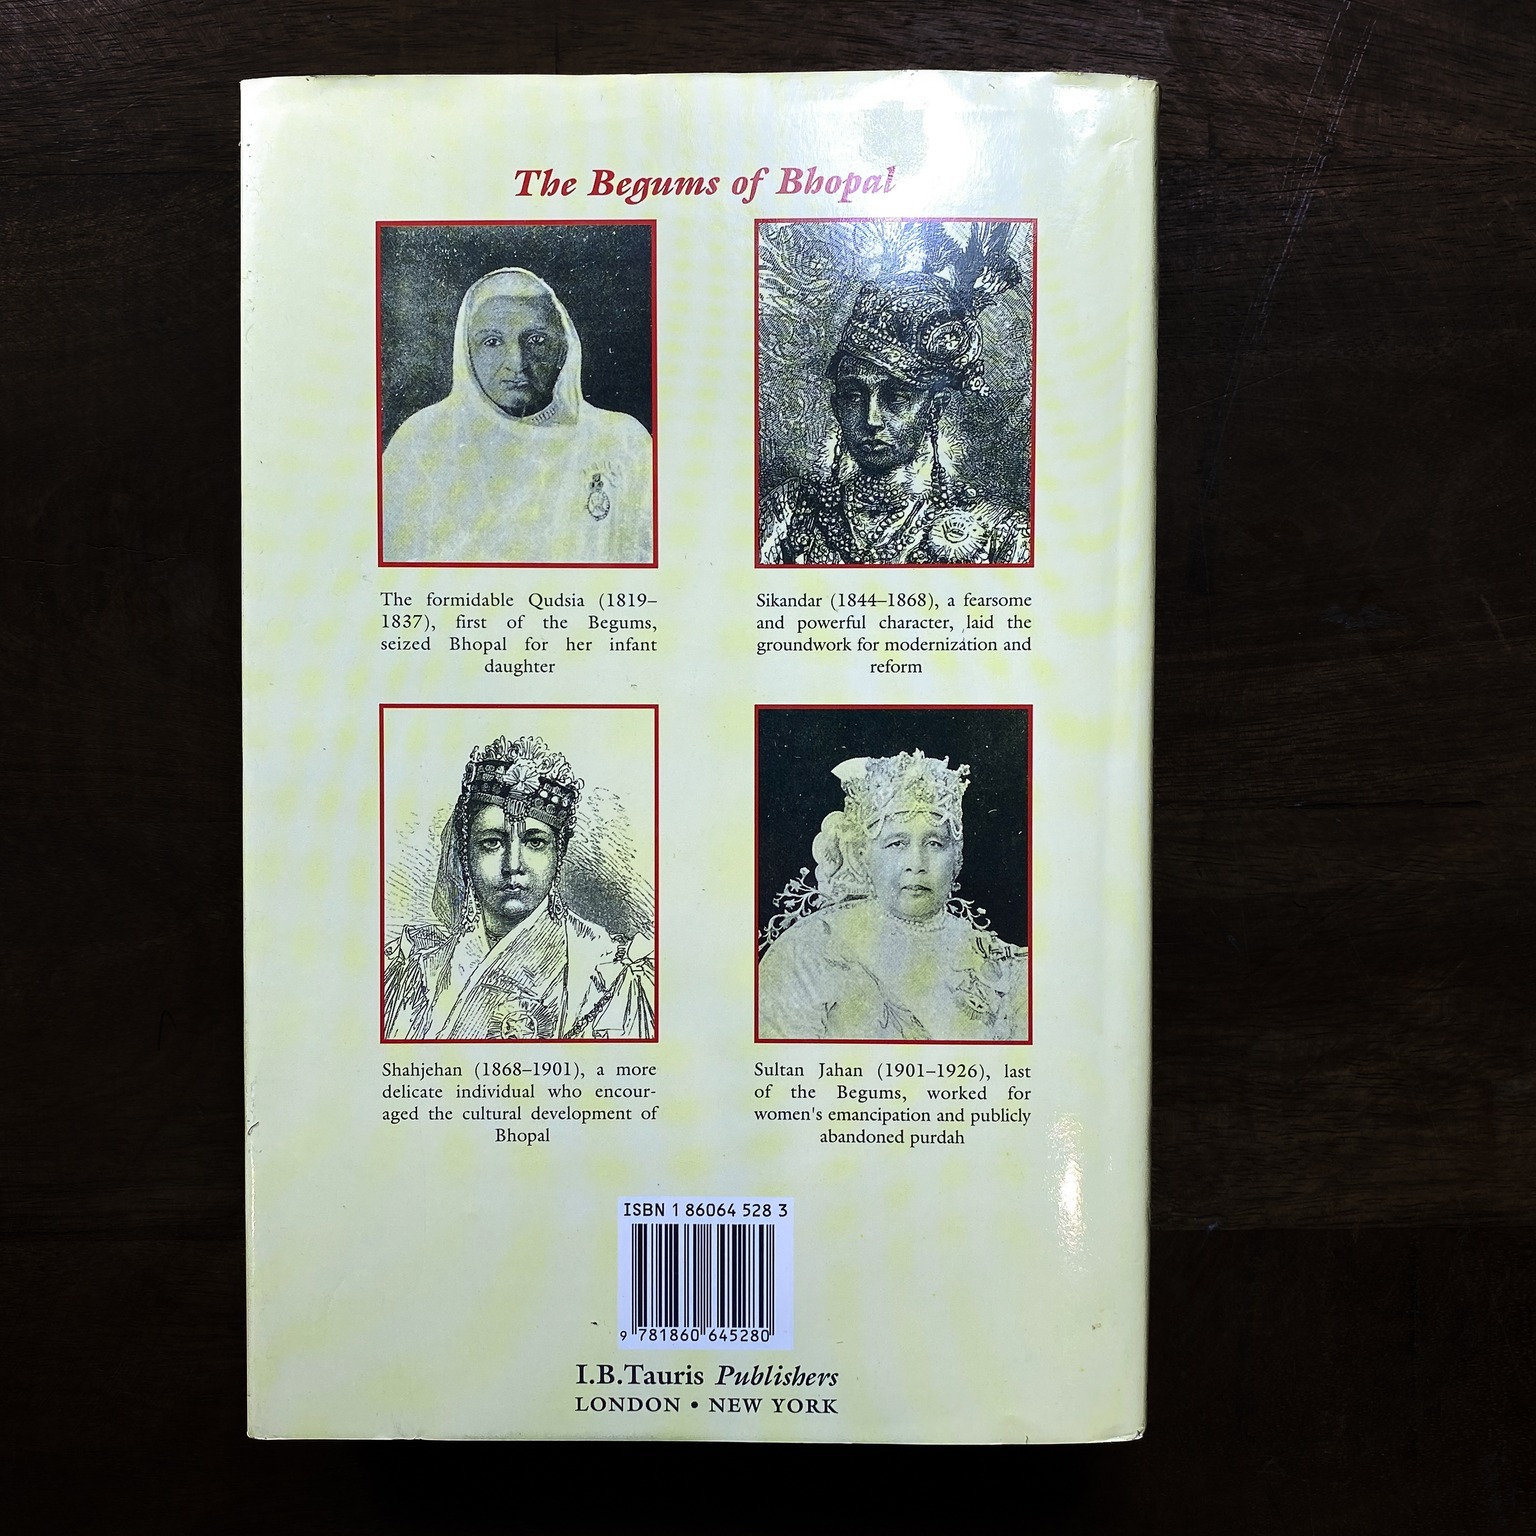 The Begums of Bhopal
The formidable Qudsia (1819–
1837), first of the Begums,
seized Bhopal for her infant
daughter
Sikandar (1844–1868), a fearsome
and powerful character, laid the
groundwork for modernization and
reform
Shahjehan (1868–1901), a more
delicate individual who encour-
aged the cultural development of
Bhopal
Sultan Jahan (1901–1926), last
of the Begums, worked for
women's emancipation and publicly
abandoned purdah
ISBN 1 86064 528 3
9 781860 645280
I.B.Tauris Publishers
LONDON • NEW YORK